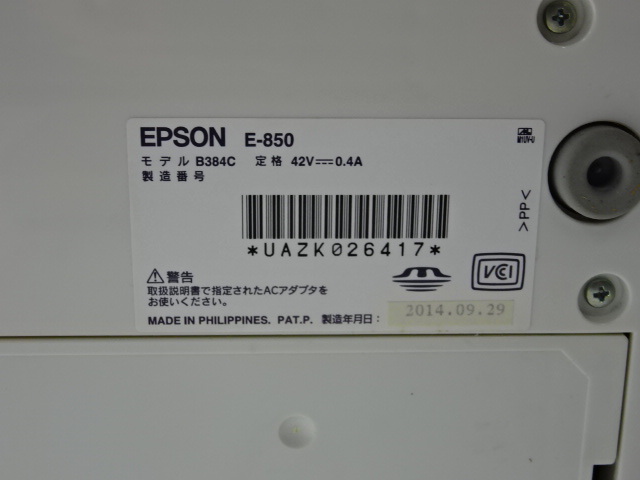 EPSON E-850
モデル B384C 定格 42V⎓0.4A
製造番号
*UAZK026417*
>PP<
⚠警告
取扱説明書で指定されたACアダプタを
お使いください。
VCI
MADE IN PHILIPPINES. PAT.P. 製造年月日： 2014.09.29